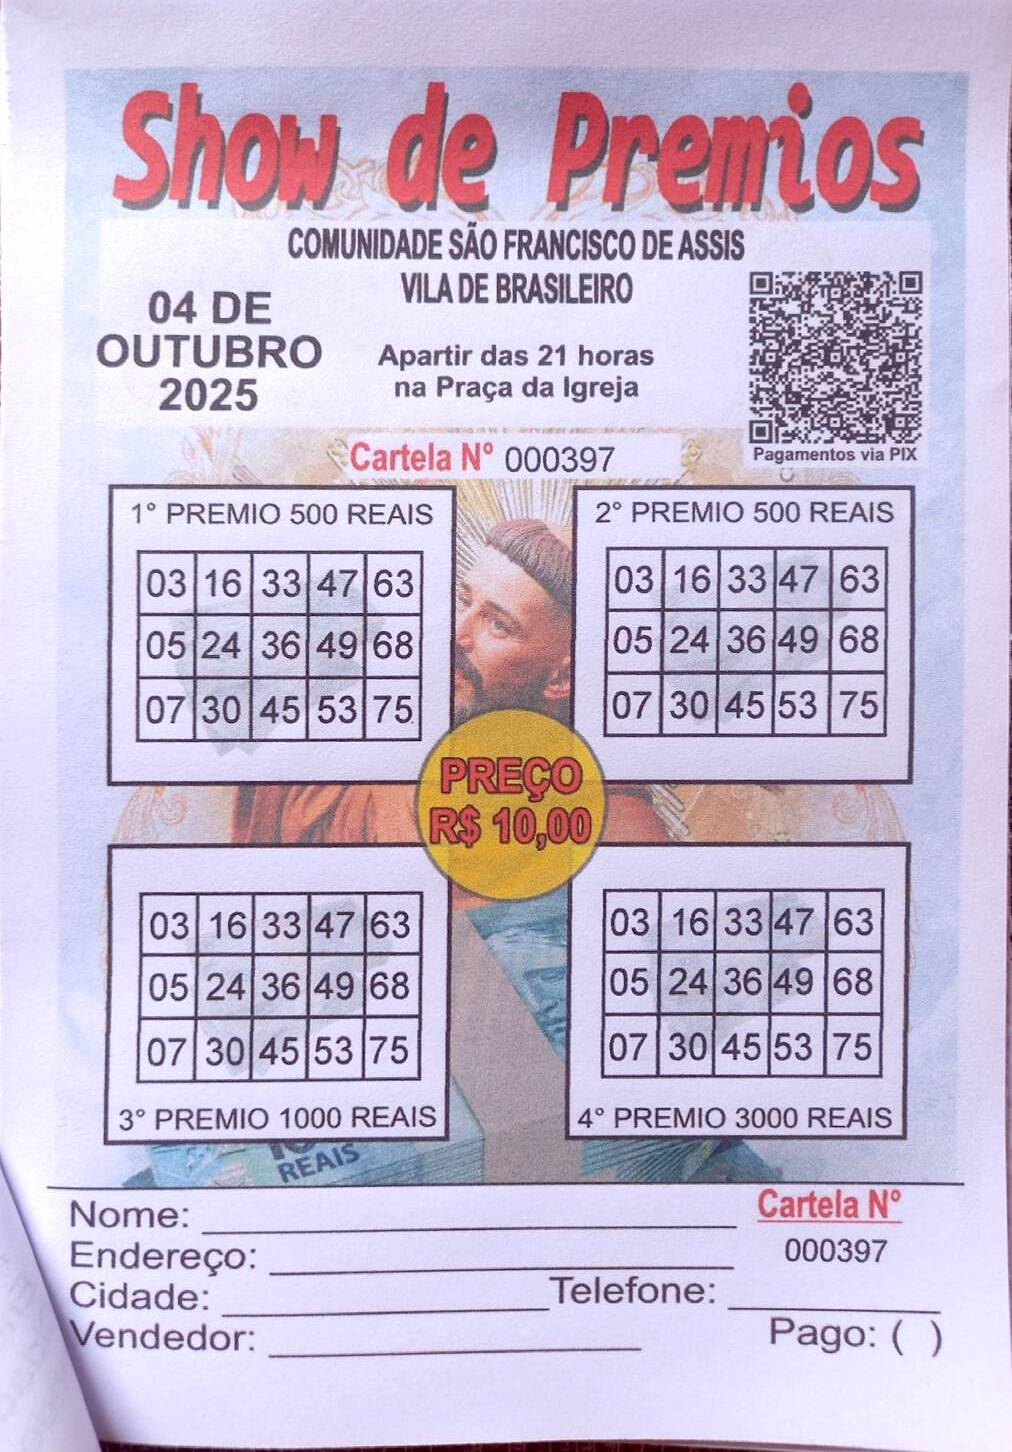 Show de Premios
COMUNIDADE SÃO FRANCISCO DE ASSIS
VILA DE BRASILEIRO
04 DE
OUTUBRO
2025
Apartir das 21 horas
na Praça da Igreja
Pagamentos via PIX
Cartela Nº 000397
1° PREMIO 500 REAIS
03 16 33 47 63
05 24 36 49 68
07 30 45 53 75
2° PREMIO 500 REAIS
03 16 33 47 63
05 24 36 49 68
07 30 45 53 75
PREÇO
R$ 10,00
03 16 33 47 63
05 24 36 49 68
07 30 45 53 75
3° PREMIO 1000 REAIS
03 16 33 47 63
05 24 36 49 68
07 30 45 53 75
4° PREMIO 3000 REAIS
REAIS
Nome:
Endereço:
Cidade:
Telefone:
Vendedor:
Cartela Nº
000397
Pago: ( )